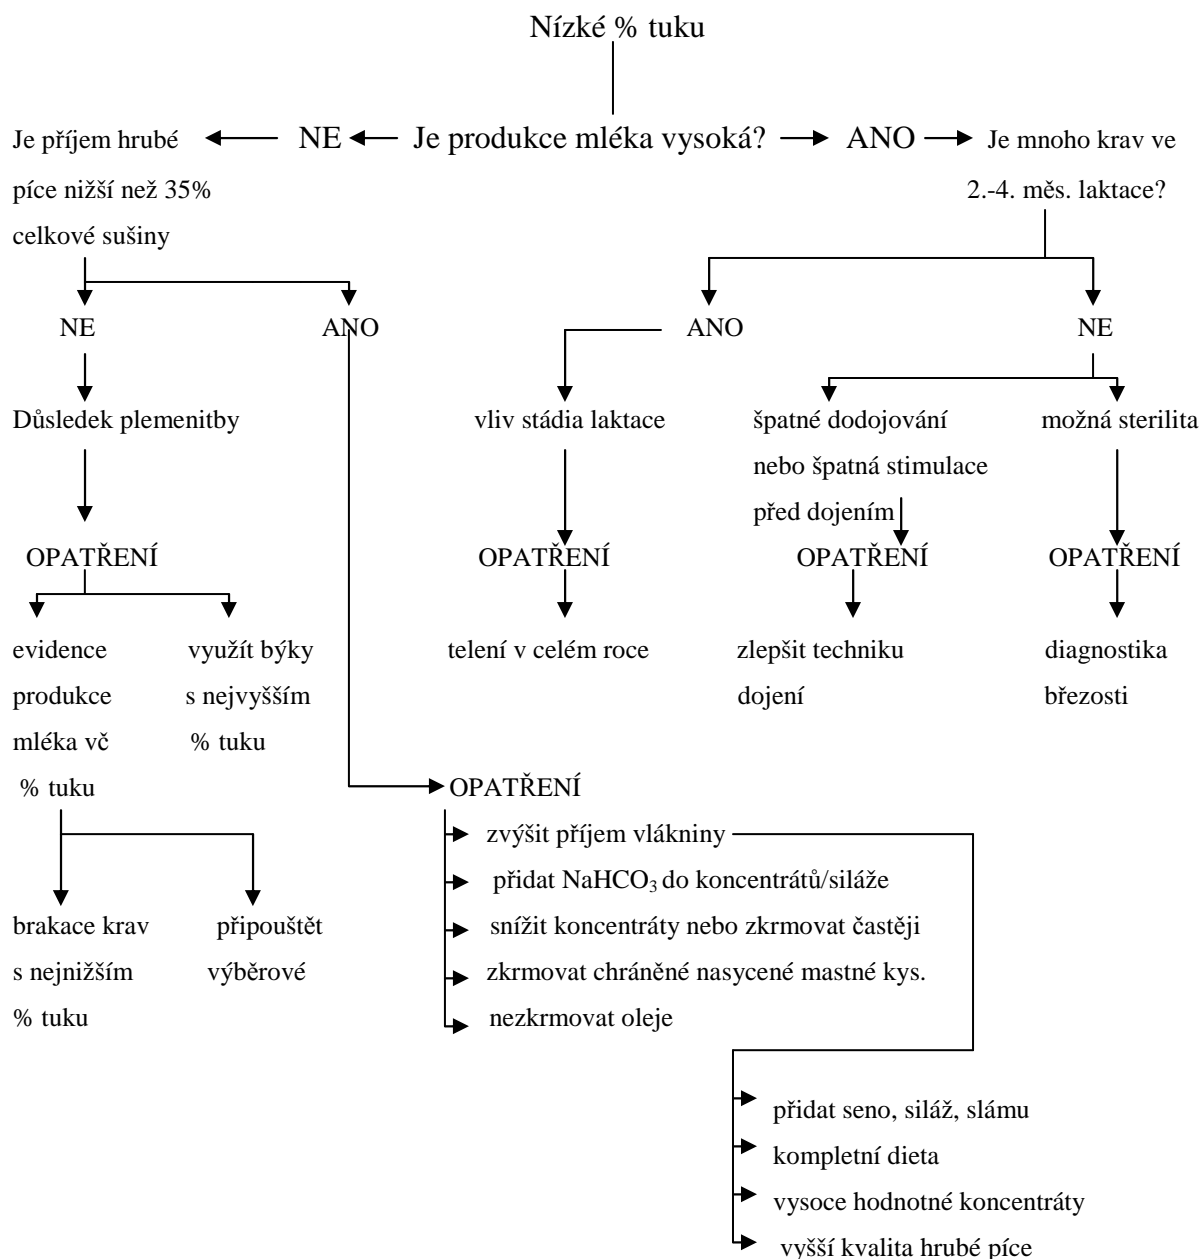 Nízké % tuku
Je příjem hrubé
NE
Je produkce mléka vysoká?
ANO
Je mnoho krav ve
píce nižší než 35%
2.-4. měs. laktace?
celkové sušiny
NE
ANO
ANO
NE
Důsledek plemenitby
vliv stádia laktace
špatné dodojování
možná sterilita
nebo špatná stimulace
před dojením
OPATŘENÍ
OPATŘENÍ
OPATŘENÍ
OPATŘENÍ
evidence
využít býky
telení v celém roce
zlepšit techniku
diagnostika
produkce
s nejvyšším
dojení
březosti
mléka vč
% tuku
% tuku
OPATŘENÍ
zvýšit příjem vlákniny
přidat NaHCO₃ do koncentrátů/siláže
brakace krav
připouštět
snížit koncentráty nebo zkrmovat častěji
s nejnižším
výběrové
zkrmovat chráněné nasycené mastné kys.
% tuku
nezkrmovat oleje
přidat seno, siláž, slámu
kompletní dieta
vysoce hodnotné koncentráty
vyšší kvalita hrubé píce